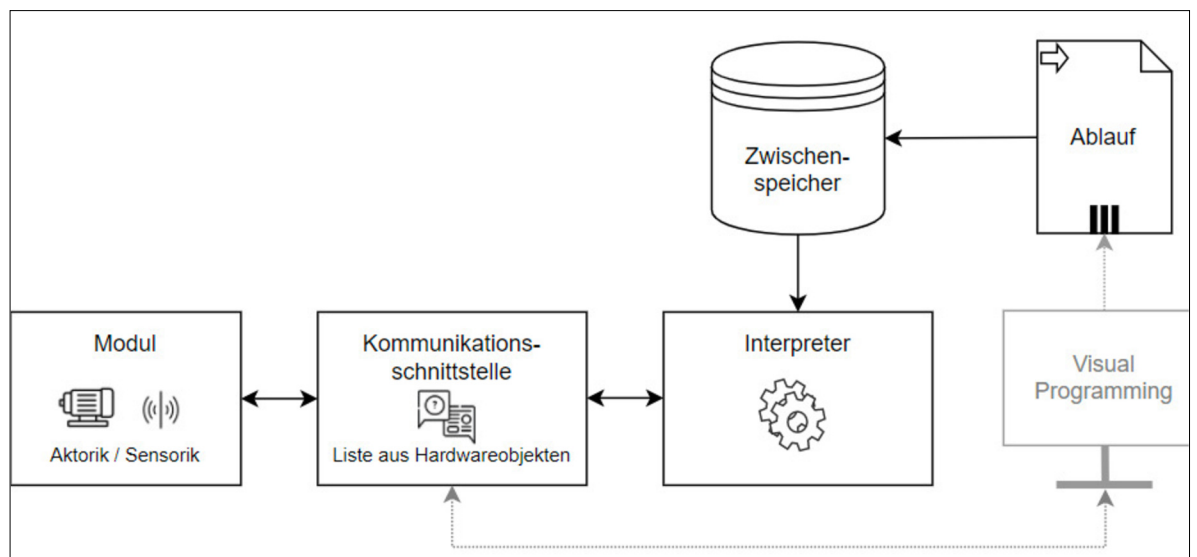 Zwischen-
speicher
Ablauf
Modul
Aktorik / Sensorik
Kommunikations-
schnittstelle
?
Liste aus Hardwareobjekten
Interpreter
Visual
Programming